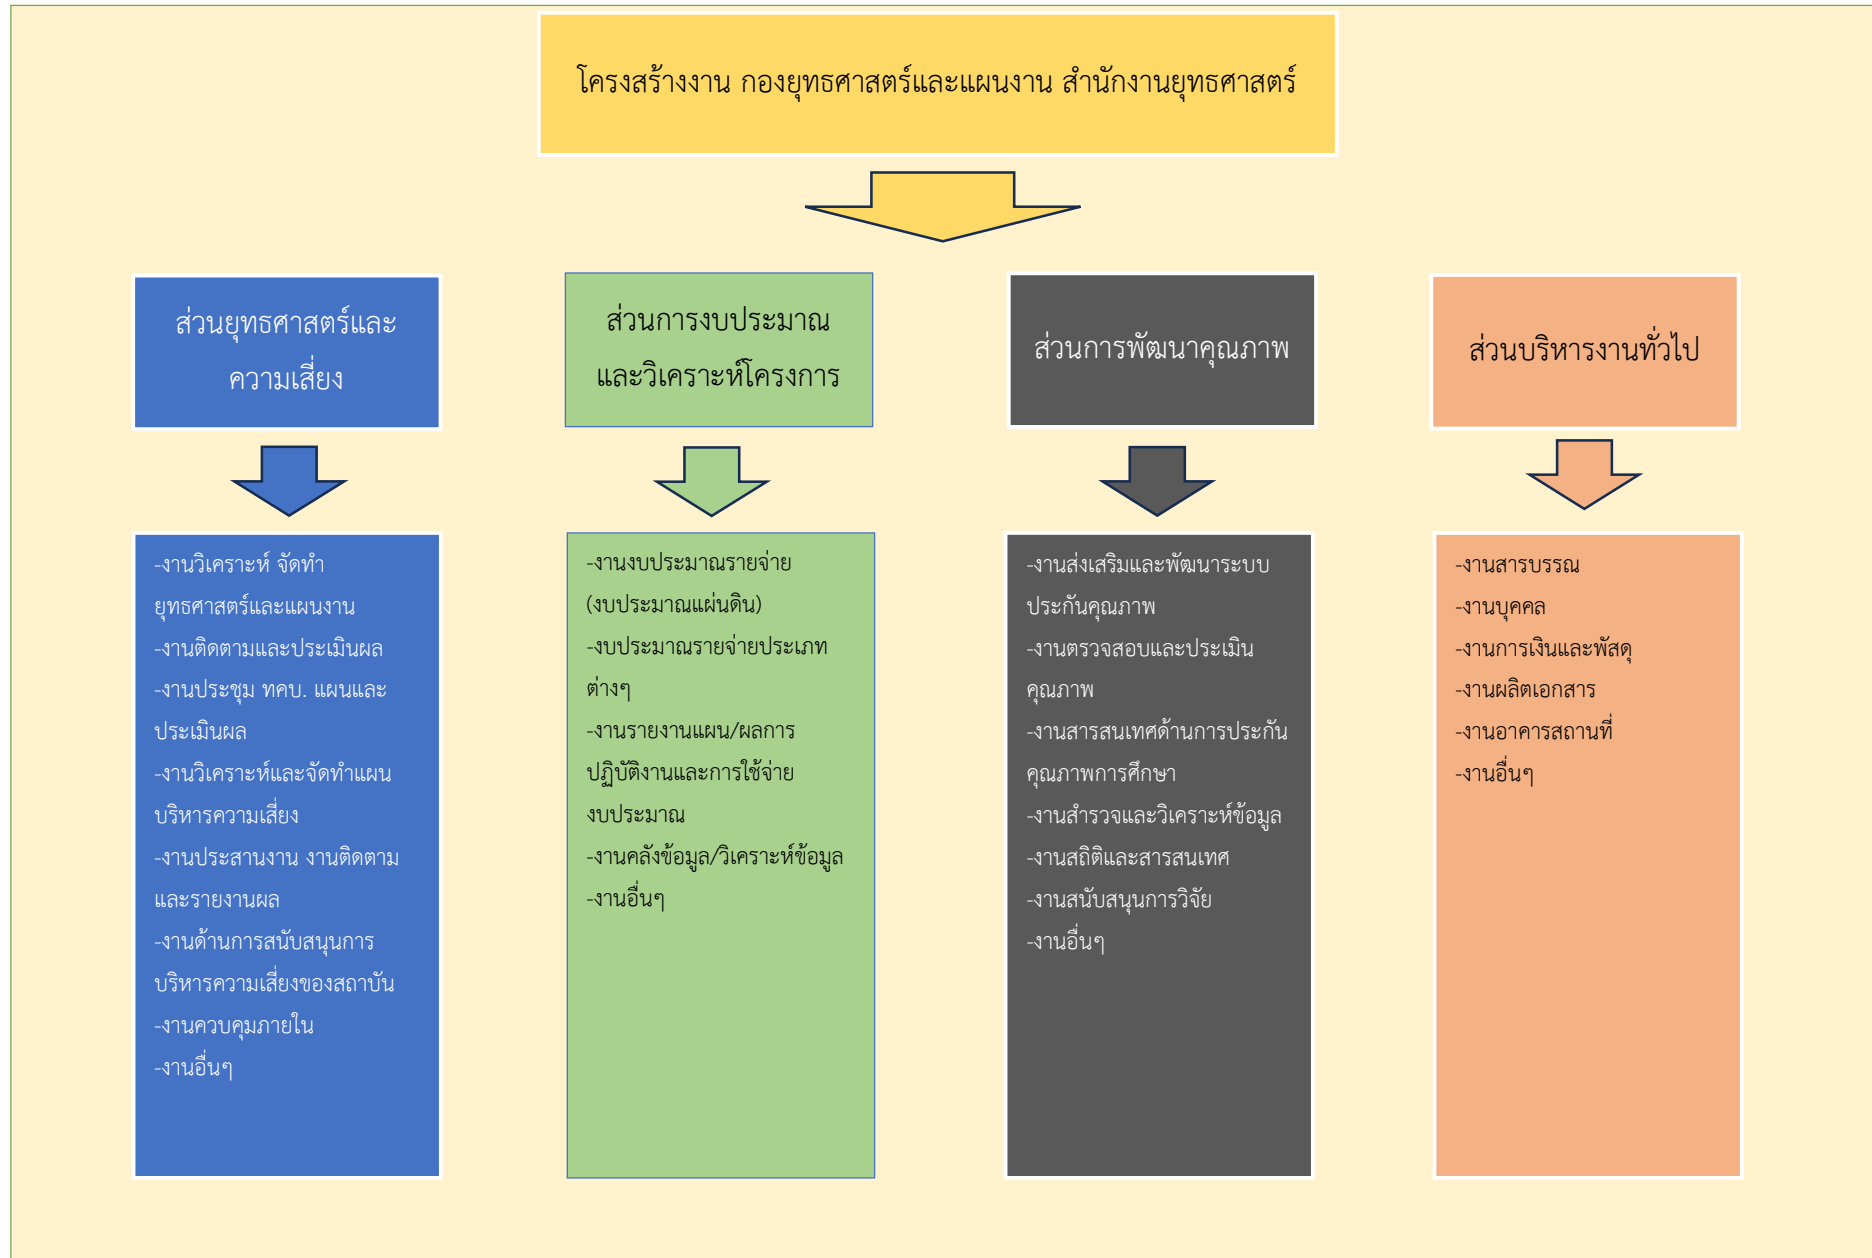 โครงสร้างงาน กองยุทธศาสตร์และแผนงาน สำนักงานยุทธศาสตร์
ส่วนยุทธศาสตร์และ
ความเสี่ยง
ส่วนการงบประมาณ
และวิเคราะห์โครงการ
ส่วนการพัฒนาคุณภาพ
ส่วนบริหารงานทั่วไป
-งานวิเคราะห์ จัดทำ
ยุทธศาสตร์และแผนงาน
-งานติดตามและประเมินผล
-งานประชุม ทคบ. แผนและ
ประเมินผล
-งานวิเคราะห์และจัดทำแผน
บริหารความเสี่ยง
-งานประสานงาน งานติดตาม
และรายงานผล
-งานด้านการสนับสนุนการ
บริหารความเสี่ยงของสถาบัน
-งานควบคุมภายใน
-งานอื่นๆ
-งานงบประมาณรายจ่าย
(งบประมาณแผ่นดิน)
-งบประมาณรายจ่ายประเภท
ต่างๆ
-งานรายงานแผน/ผลการ
ปฏิบัติงานและการใช้จ่าย
งบประมาณ
-งานคลังข้อมูล/วิเคราะห์ข้อมูล
-งานอื่นๆ
-งานส่งเสริมและพัฒนาระบบ
ประกันคุณภาพ
-งานตรวจสอบและประเมิน
คุณภาพ
-งานสารสนเทศด้านการประกัน
คุณภาพการศึกษา
-งานสำรวจและวิเคราะห์ข้อมูล
-งานสถิติและสารสนเทศ
-งานสนับสนุนการวิจัย
-งานอื่นๆ
-งานสารบรรณ
-งานบุคคล
-งานการเงินและพัสดุ
-งานผลิตเอกสาร
-งานอาคารสถานที่
-งานอื่นๆ